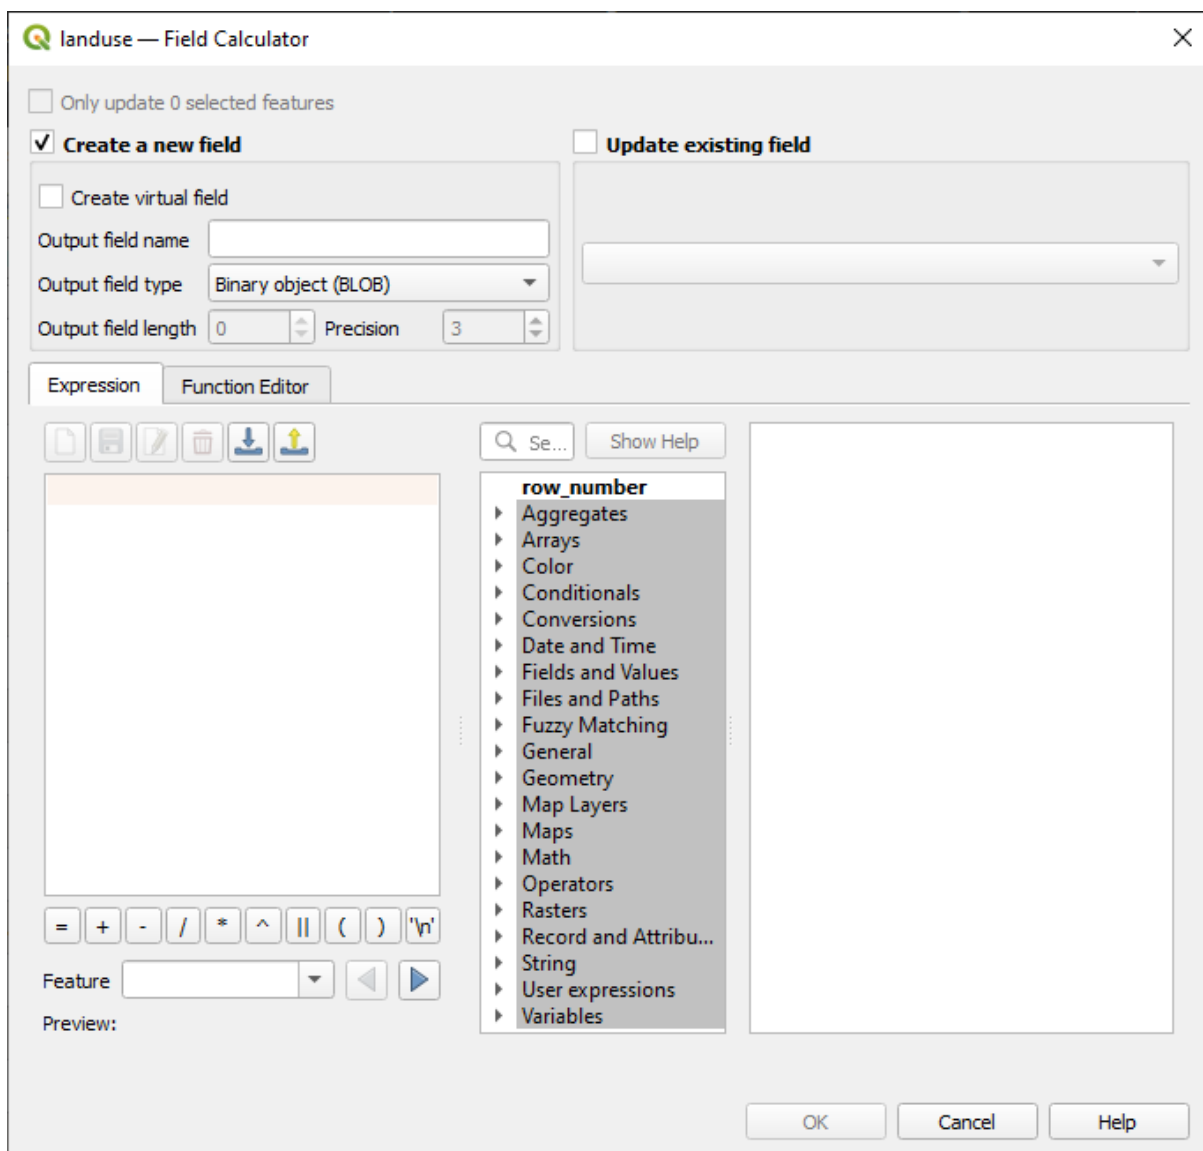 landuse — Field Calculator
Only update 0 selected features
Create a new field
Update existing field
Create virtual field
Output field name
Output field type Binary object (BLOB)
Output field length 0 Precision 3
Expression Function Editor
Se... Show Help
row_number
Aggregates
Arrays
Color
Conditionals
Conversions
Date and Time
Fields and Values
Files and Paths
Fuzzy Matching
General
Geometry
Map Layers
Maps
Math
Operators
Rasters
Record and Attribu...
String
User expressions
Variables
= + - / * ^ || ( ) '\n'
Feature
Preview:
OK Cancel Help